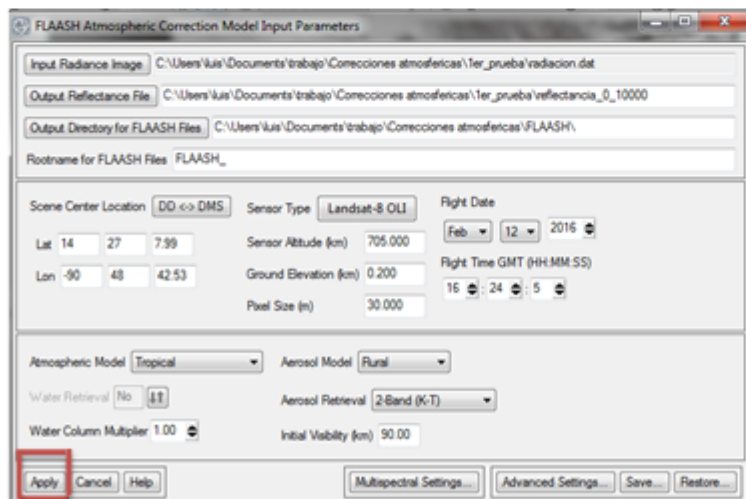 FLAASH Atmospheric Correction Model Input Parameters
Input Radiance Image C:\Users\luis\Documents\trabajo\Correcciones atmosfericas\1er_prueba\radiacion.dat
Output Reflectance File C:\Users\luis\Documents\trabajo\Correcciones atmosfericas\1er_prueba\reflectancia_0_10000
Output Directory for FLAASH Files C:\Users\luis\Documents\trabajo\Correcciones atmosfericas\FLAASH\
Rootname for FLAASH Files FLAASH_
Scene Center Location DD <-> DMS
Lat 14 27 7.99
Lon -90 48 42.53
Sensor Type Landsat-8 OLI
Sensor Altitude (km) 705.000
Ground Elevation (km) 0.200
Pixel Size (m) 30.000
Flight Date
Feb 12 2016
Flight Time GMT (HH:MM:SS)
16 : 24 : 5
Atmospheric Model Tropical
Water Retrieval No
Water Column Multiplier 1.00
Aerosol Model Rural
Aerosol Retrieval 2-Band (K-T)
Initial Visibility (km) 90.00
Apply Cancel Help Multispectral Settings... Advanced Settings... Save... Restore...